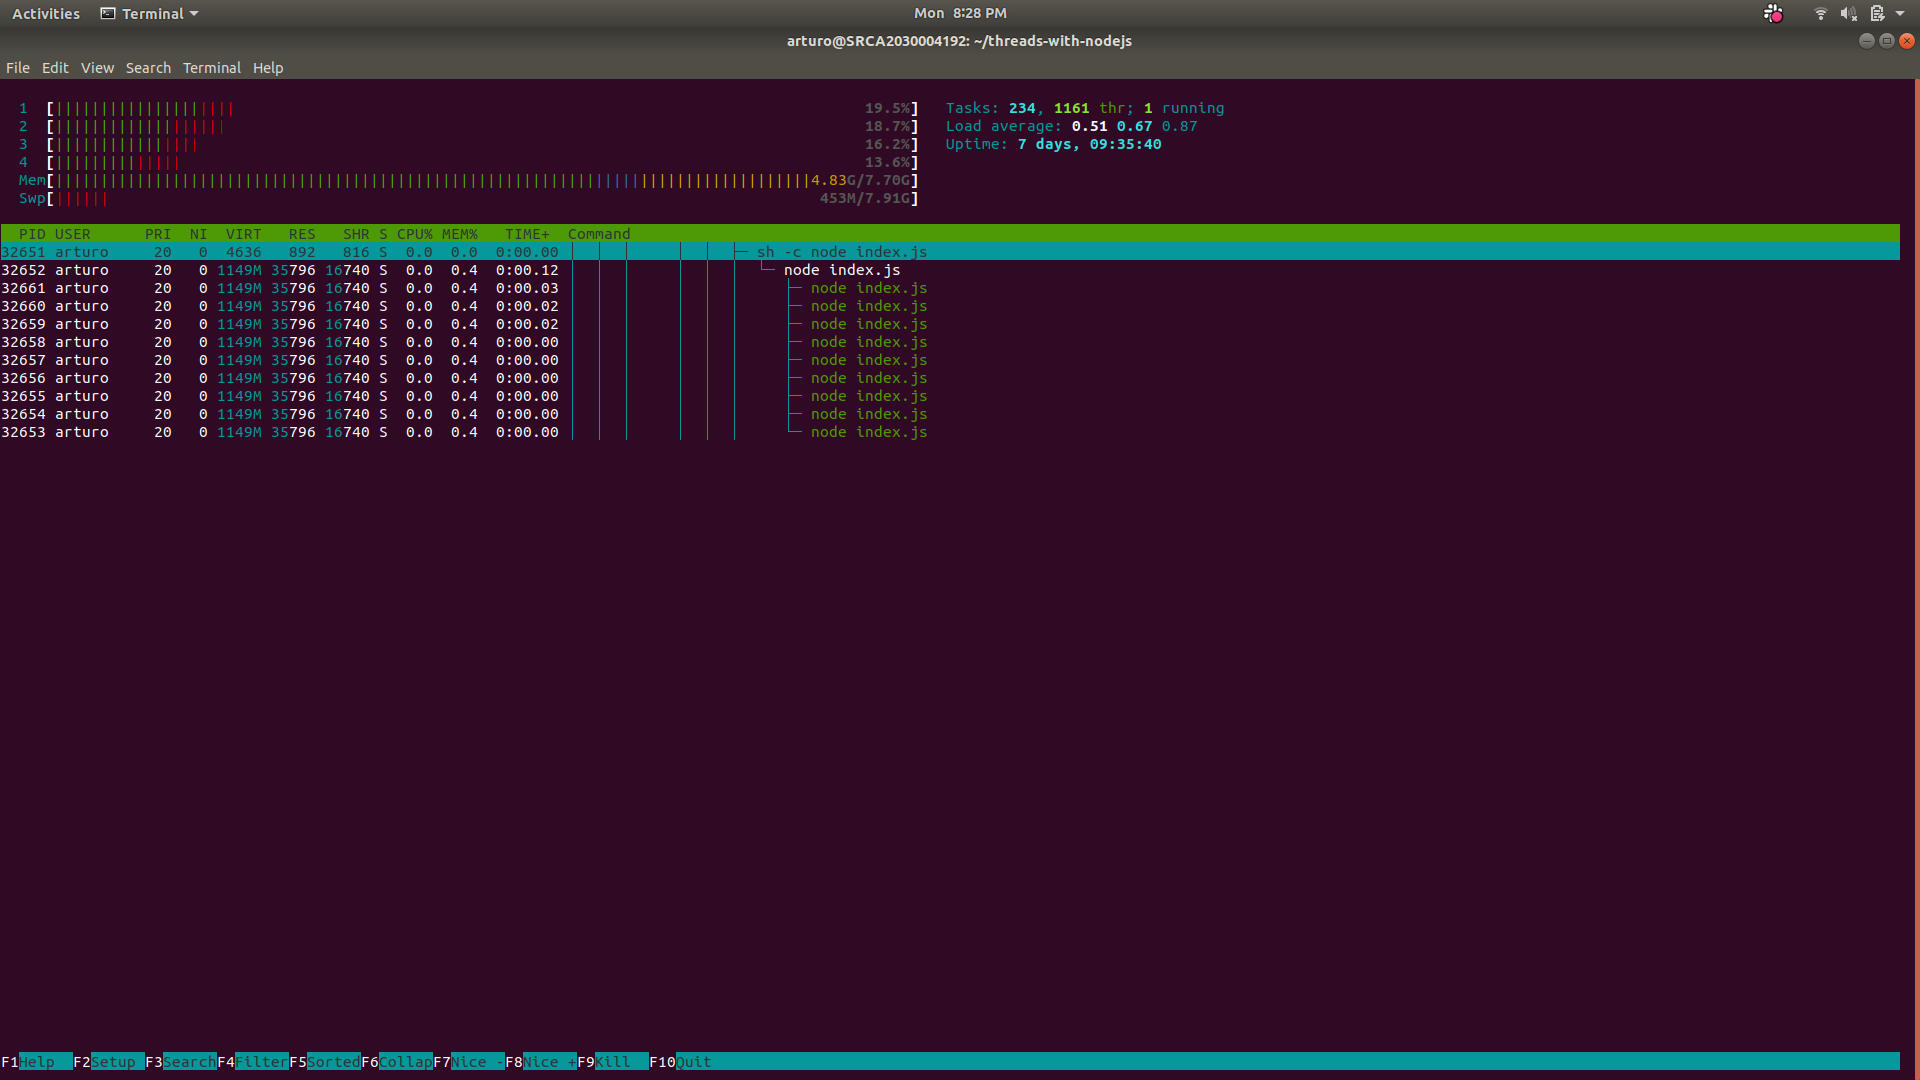 Activities Terminal Mon 8:28 PM
arturo@SRCA2030004192: ~/threads-with-nodejs
File Edit View Search Terminal Help
1 [|||||||||||||||||||| 19.5%] Tasks: 234, 1161 thr; 1 running
2 [||||||||||||||||||| 18.7%] Load average: 0.51 0.67 0.87
3 [|||||||||||||||| 16.2%] Uptime: 7 days, 09:35:40
4 [|||||||||||||| 13.6%]
Mem[||||||||||||||||||||||||||||||||||||||||||||||||||||||||||||||||||||||||||||||||||||4.83G/7.70G]
Swp[|||||| 453M/7.91G]
PID USER PRI NI VIRT RES SHR S CPU% MEM% TIME+ Command
32651 arturo 20 0 4636 892 816 S 0.0 0.0 0:00.00 │ │ │ │ │ ├─ sh -c node index.js
32652 arturo 20 0 1149M 35796 16740 S 0.0 0.4 0:00.12 │ │ │ │ │ │ └─ node index.js
32661 arturo 20 0 1149M 35796 16740 S 0.0 0.4 0:00.03 │ │ │ │ │ │ ├─ node index.js
32660 arturo 20 0 1149M 35796 16740 S 0.0 0.4 0:00.02 │ │ │ │ │ │ ├─ node index.js
32659 arturo 20 0 1149M 35796 16740 S 0.0 0.4 0:00.02 │ │ │ │ │ │ ├─ node index.js
32658 arturo 20 0 1149M 35796 16740 S 0.0 0.4 0:00.00 │ │ │ │ │ │ ├─ node index.js
32657 arturo 20 0 1149M 35796 16740 S 0.0 0.4 0:00.00 │ │ │ │ │ │ ├─ node index.js
32656 arturo 20 0 1149M 35796 16740 S 0.0 0.4 0:00.00 │ │ │ │ │ │ ├─ node index.js
32655 arturo 20 0 1149M 35796 16740 S 0.0 0.4 0:00.00 │ │ │ │ │ │ ├─ node index.js
32654 arturo 20 0 1149M 35796 16740 S 0.0 0.4 0:00.00 │ │ │ │ │ │ ├─ node index.js
32653 arturo 20 0 1149M 35796 16740 S 0.0 0.4 0:00.00 │ │ │ │ │ │ └─ node index.js
F1Help F2Setup F3SearchF4FilterF5SortedF6CollapF7Nice -F8Nice +F9Kill F10Quit